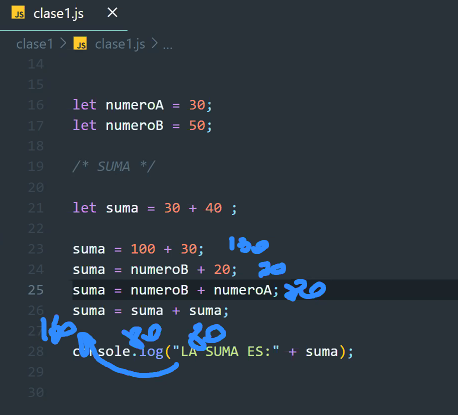 JS clase1.js ×
clase1 > JS clase1.js > ...
14
15
16 let numeroA = 30;
17 let numeroB = 50;
18
19 /* SUMA */
20
21 let suma = 30 + 40 ;
22
23 suma = 100 + 30; 130
24 suma = numeroB + 20;
25 suma = numeroB + numeroA;
26 suma = suma + suma;
27 160 80 80
28 console.log("LA SUMA ES:" + suma);
29
30